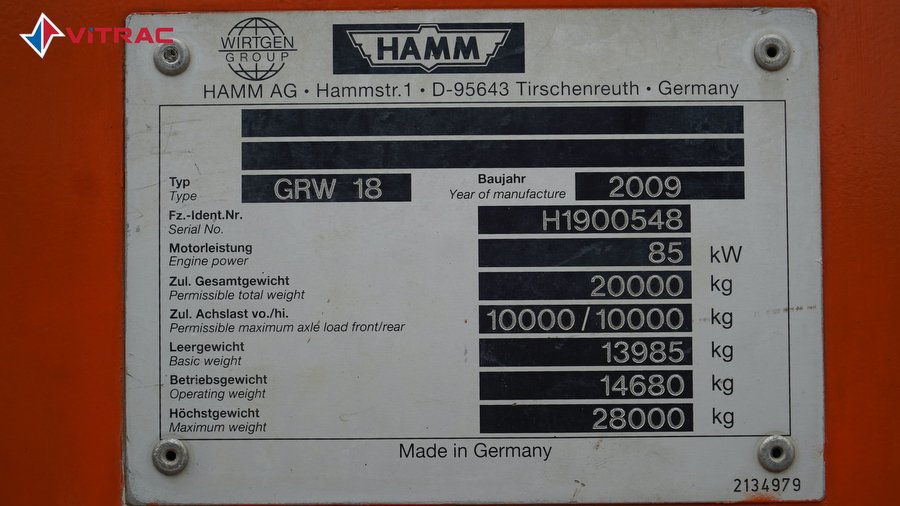 ViTRAC
WIRTGEN
GROUP
HAMM
HAMM AG • Hammstr.1 • D-95643 Tirschenreuth • Germany
Typ
Type
GRW 18
Baujahr
Year of manufacture
2009
Fz.-Ident.Nr.
Serial No.
H1900548
Motorleistung
Engine power
85 kW
Zul. Gesamtgewicht
Permissible total weight
20000 kg
Zul. Achslast vo./hi.
Permissible maximum axle load front/rear
10000/10000 kg
Leergewicht
Basic weight
13985 kg
Betriebsgewicht
Operating weight
14680 kg
Höchstgewicht
Maximum weight
28000 kg
Made in Germany
2134979